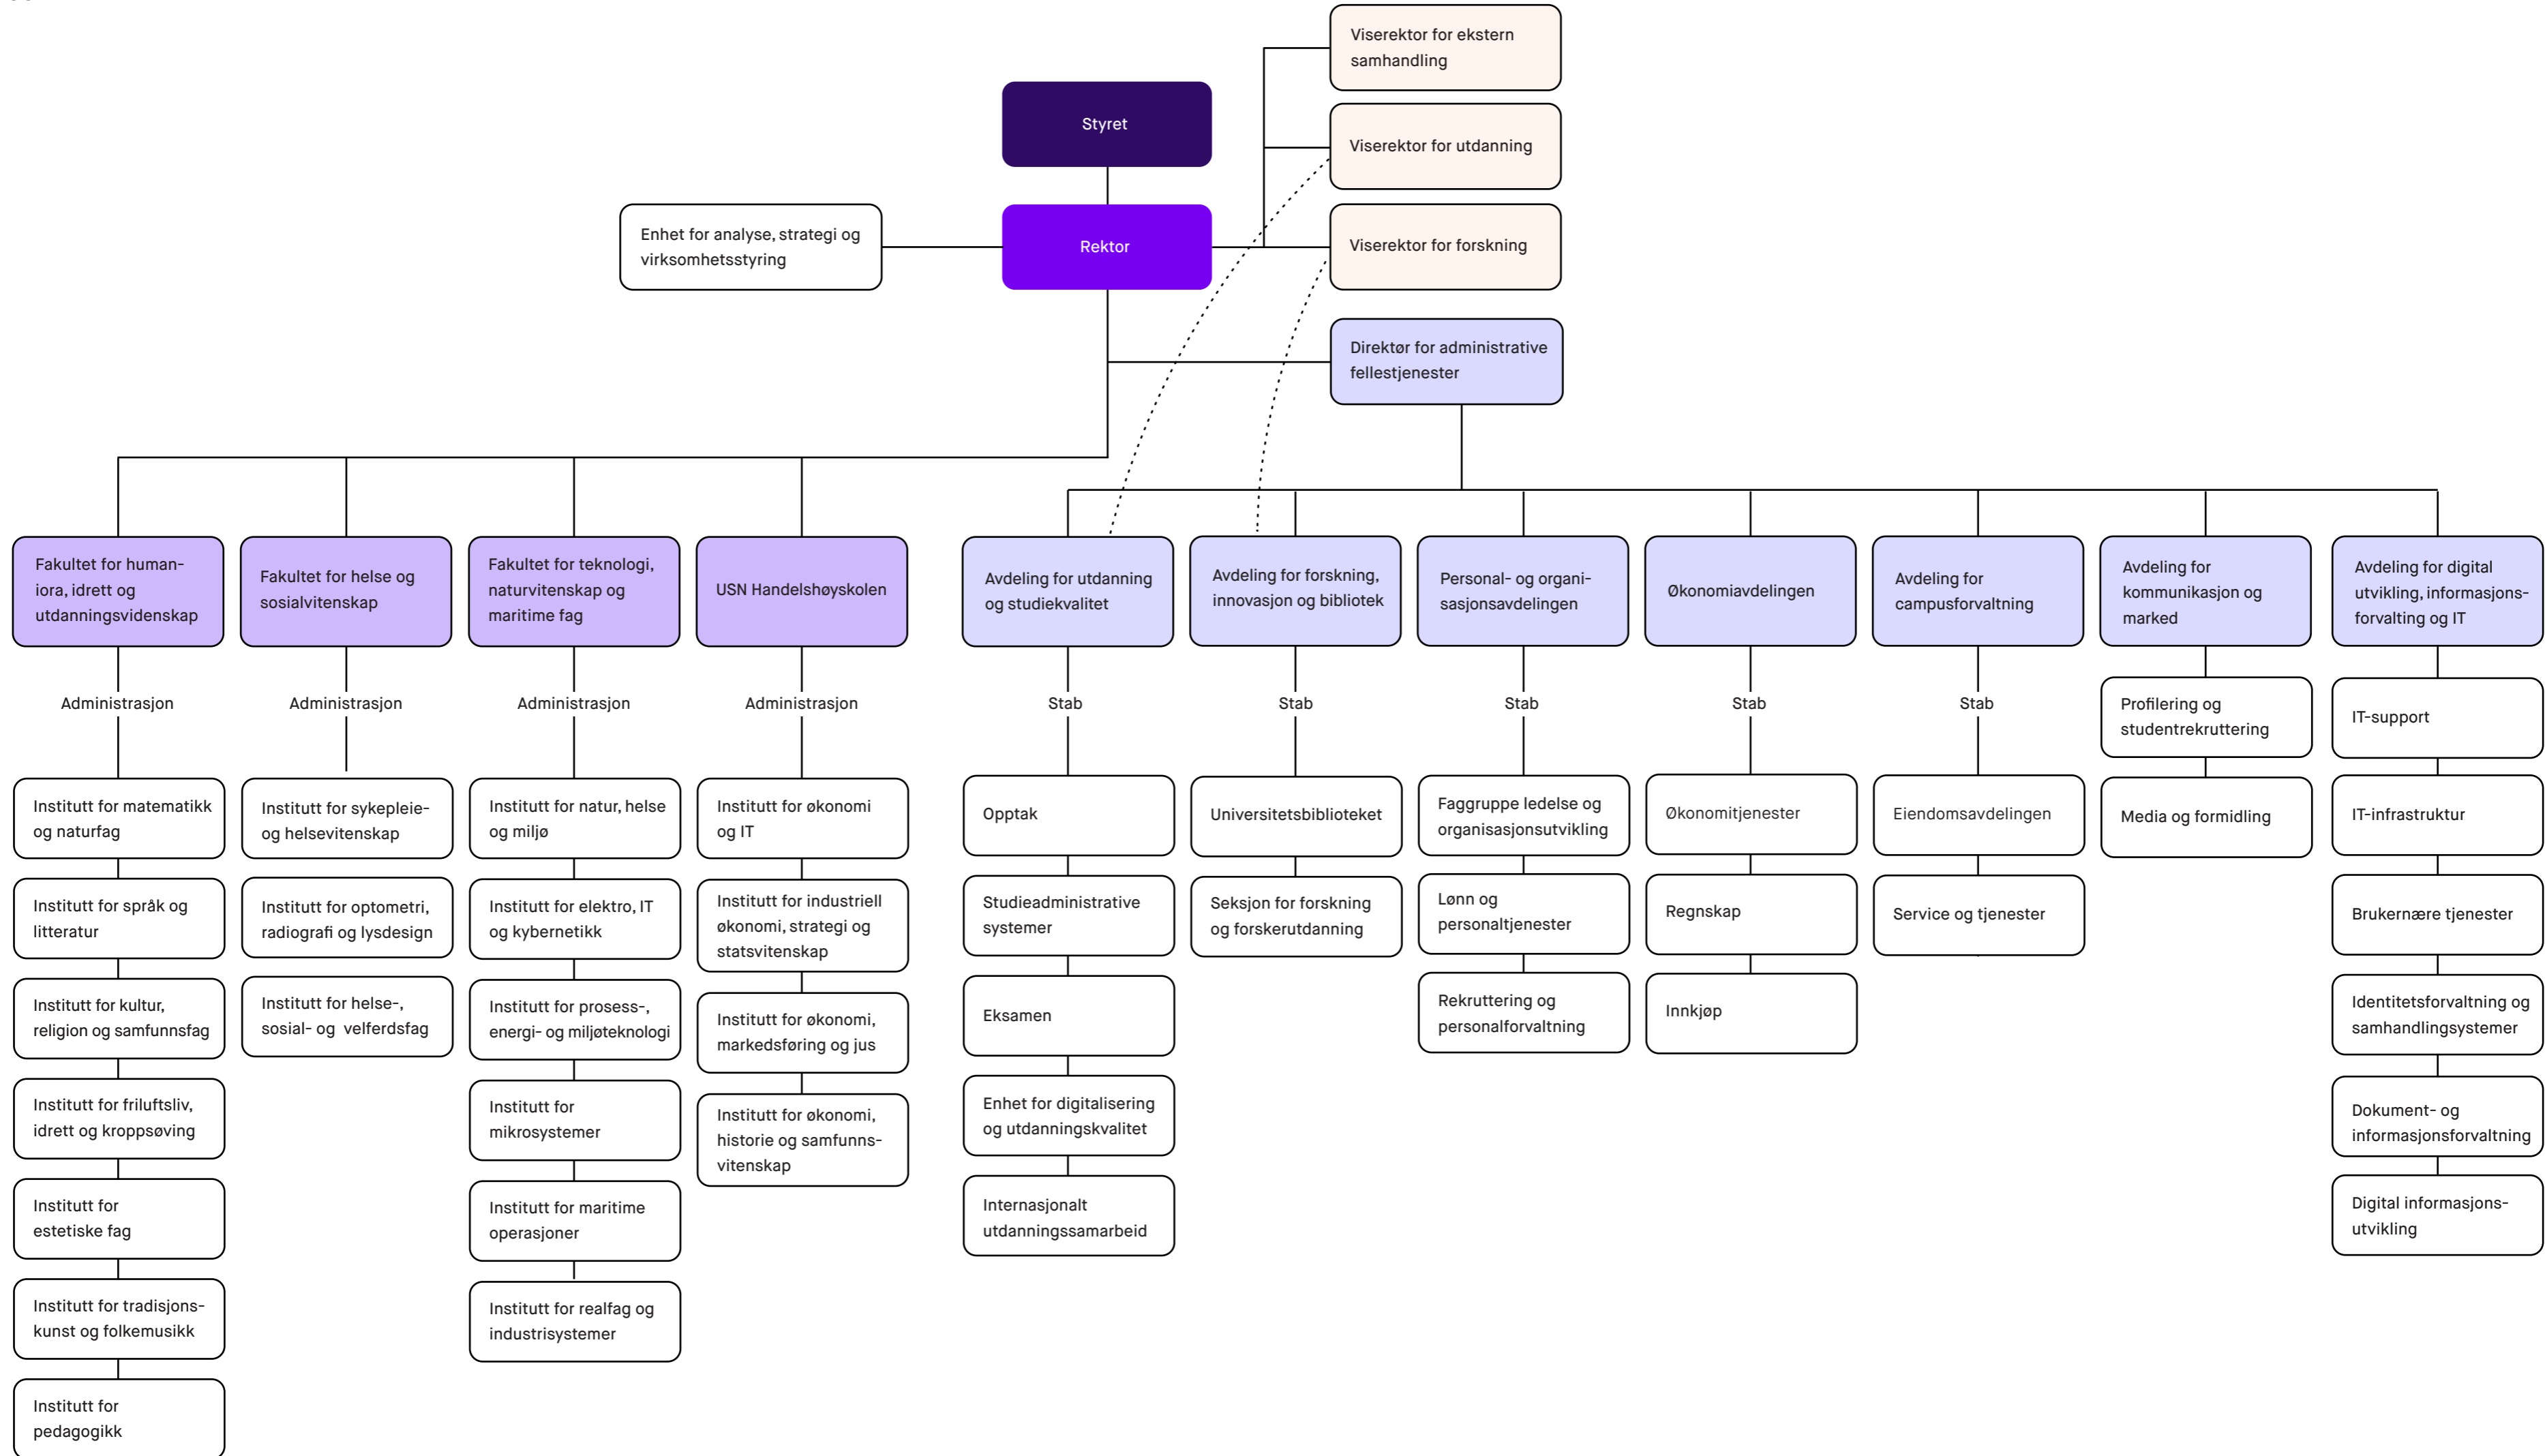 Viserektor for ekstern
samhandling
Styret
Viserektor for utdanning
Enhet for analyse, strategi og
virksomhetsstyring
Rektor
Viserektor for forskning
Direktør for administrative
fellestjenester
Fakultet for human-
iora, idrett og
utdanningsvidenskap
Fakultet for helse og
sosialvitenskap
Fakultet for teknologi,
naturvitenskap og
maritime fag
USN Handelshøyskolen
Avdeling for utdanning
og studiekvalitet
Avdeling for forskning,
innovasjon og bibliotek
Personal- og organi-
sasjonsavdelingen
Økonomiavdelingen
Avdeling for
campusforvaltning
Avdeling for
kommunikasjon og
marked
Avdeling for digital
utvikling, informasjons-
forvalting og IT
Administrasjon
Administrasjon
Administrasjon
Administrasjon
Stab
Stab
Stab
Stab
Stab
Institutt for matematikk
og naturfag
Institutt for språk og
litteratur
Institutt for kultur,
religion og samfunnsfag
Institutt for friluftsliv,
idrett og kroppsøving
Institutt for
estetiske fag
Institutt for tradisjons-
kunst og folkemusikk
Institutt for
pedagogikk
Institutt for sykepleie-
og helsevitenskap
Institutt for optometri,
radiografi og lysdesign
Institutt for helse-,
sosial- og velferdsfag
Institutt for natur, helse
og miljø
Institutt for elektro, IT
og kybernetikk
Institutt for prosess-,
energi- og miljøteknologi
Institutt for
mikrosystemer
Institutt for maritime
operasjoner
Institutt for realfag og
industrisystemer
Institutt for økonomi
og IT
Institutt for industriell
økonomi, strategi og
statsvitenskap
Institutt for økonomi,
markedsføring og jus
Institutt for økonomi,
historie og samfunns-
vitenskap
Opptak
Studieadministrative
systemer
Eksamen
Enhet for digitalisering
og utdanningskvalitet
Internasjonalt
utdanningssamarbeid
Universitetsbiblioteket
Seksjon for forskning
og forskerutdanning
Faggruppe ledelse og
organisasjonsutvikling
Lønn og
personaltjenester
Rekruttering og
personalforvaltning
Økonomitjenester
Regnskap
Innkjøp
Eiendomsavdelingen
Service og tjenester
Profilering og
studentrekruttering
Media og formidling
IT-support
IT-infrastruktur
Brukernære tjenester
Identitetsforvaltning og
samhandlingsystemer
Dokument- og
informasjonsforvaltning
Digital informasjons-
utvikling